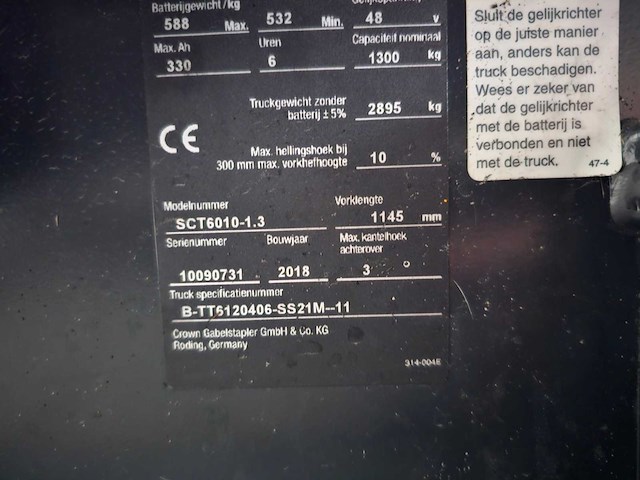 Batterijgewicht/kg
588 Max. 532 Min. 48 v
Max. Ah Uren Capaciteit nominaal
330 6 1300 kg
Truckgewicht zonder
batterij ± 5% 2895 kg
CE
Max. hellingshoek bij
300 mm max. vorkhefhoogte 10 %
Modelnummer Vorklengte
SCT6010-1.3 1145 mm
Serienummer Bouwjaar Max. kantelhoek
achterover
10090731 2018 3 °
Truck specificatienummer
B-TT6120406-SS21M--11
Crown Gabelstapler GmbH & Co. KG
Roding, Germany
314-004E
Sluit de gelijkrichter
op de juiste manier
aan, anders kan de
truck beschadigen.
Wees er zeker van
dat de gelijkrichter
met de batterij is
verbonden en niet
met de truck. 47-4